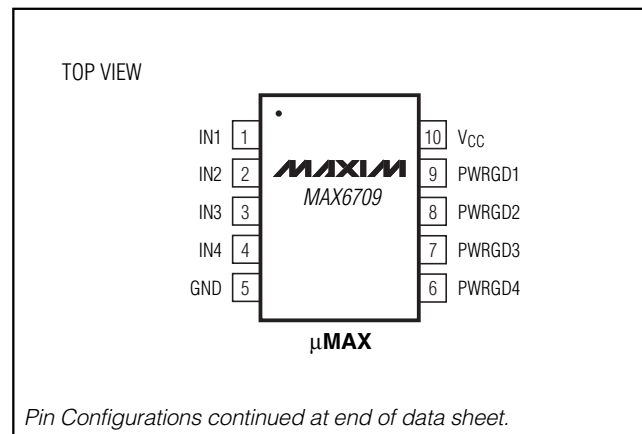 TOP VIEW
IN1 1 10 VCC
IN2 2 MAXIM 9 PWRGD1
MAX6709
IN3 3 8 PWRGD2
IN4 4 7 PWRGD3
GND 5 6 PWRGD4
µMAX
Pin Configurations continued at end of data sheet.